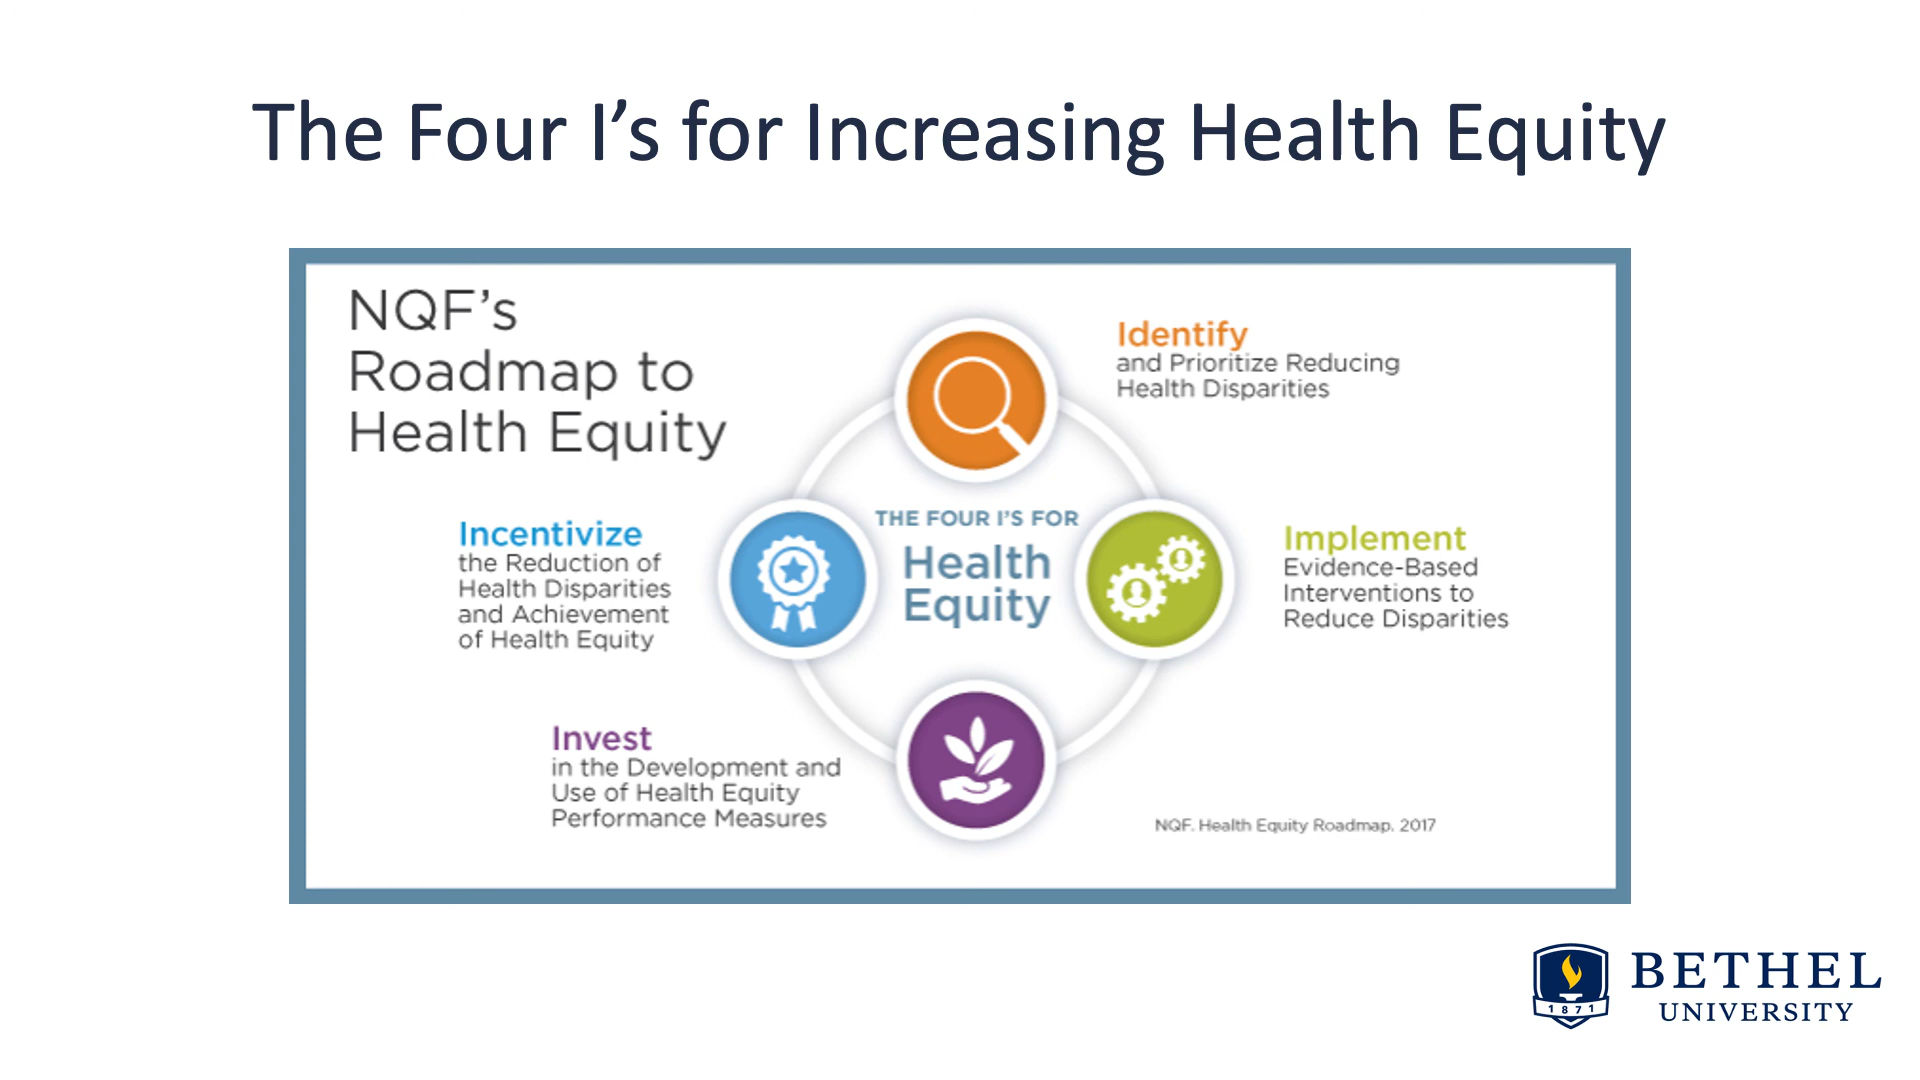 The Four I’s for Increasing Health Equity
NQF’s
Roadmap to
Health Equity
Identify
and Prioritize Reducing
Health Disparities
THE FOUR I’S FOR
Health
Equity
Implement
Evidence-Based
Interventions to
Reduce Disparities
Incentivize
the Reduction of
Health Disparities
and Achievement
of Health Equity
Invest
in the Development and
Use of Health Equity
Performance Measures
NQF. Health Equity Roadmap. 2017
1871
BETHEL
UNIVERSITY